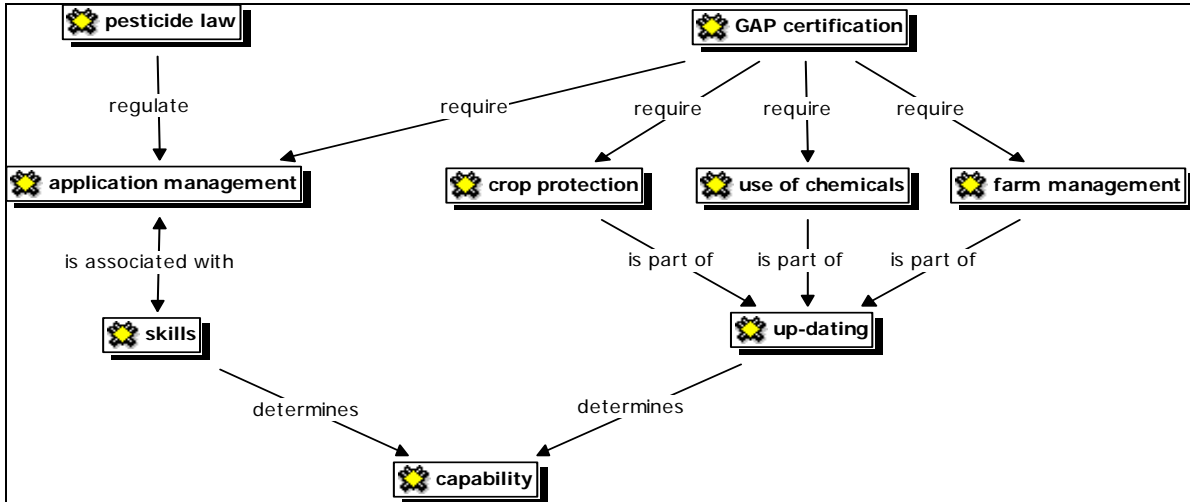 pesticide law
GAP certification
regulate
require
require
require
require
application management
crop protection
use of chemicals
farm management
is associated with
is part of
is part of
is part of
skills
up-dating
determines
determines
capability